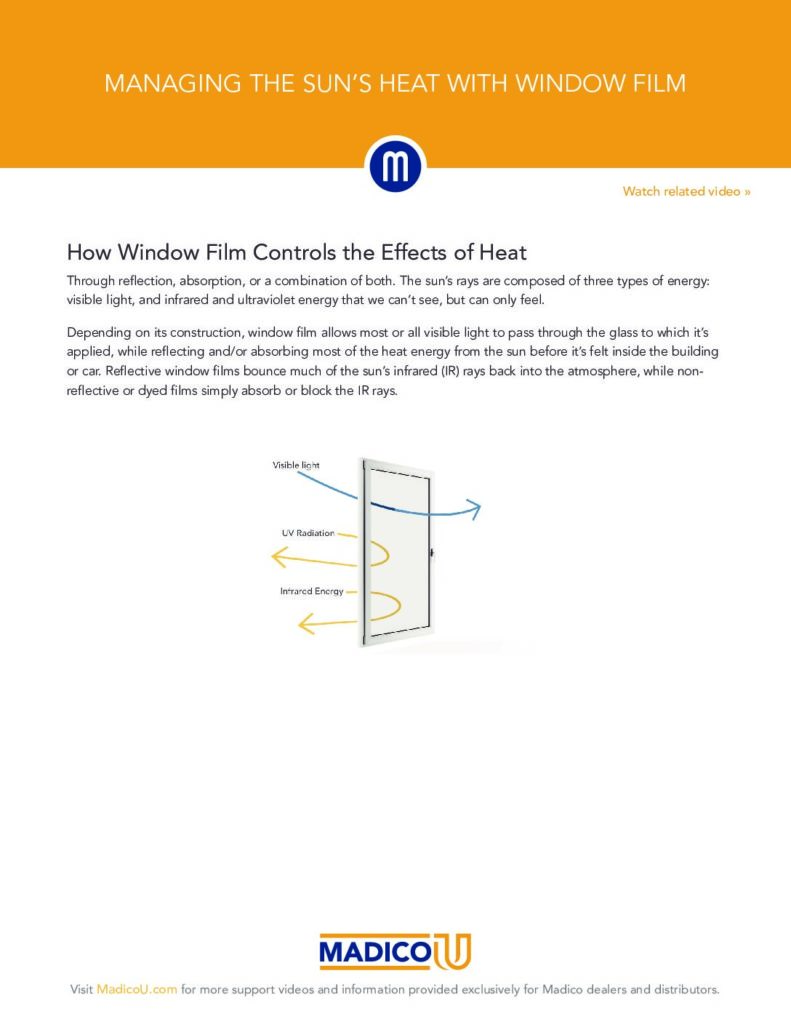 MANAGING THE SUN’S HEAT WITH WINDOW FILM
m
Watch related video »
How Window Film Controls the Effects of Heat
Through reflection, absorption, or a combination of both. The sun’s rays are composed of three types of energy:
visible light, and infrared and ultraviolet energy that we can’t see, but can only feel.
Depending on its construction, window film allows most or all visible light to pass through the glass to which it’s
applied, while reflecting and/or absorbing most of the heat energy from the sun before it’s felt inside the building
or car. Reflective window films bounce much of the sun’s infrared (IR) rays back into the atmosphere, while non-
reflective or dyed films simply absorb or block the IR rays.
Visible light
UV Radiation
Infrared Energy
MADICO U
Visit MadicoU.com for more support videos and information provided exclusively for Madico dealers and distributors.